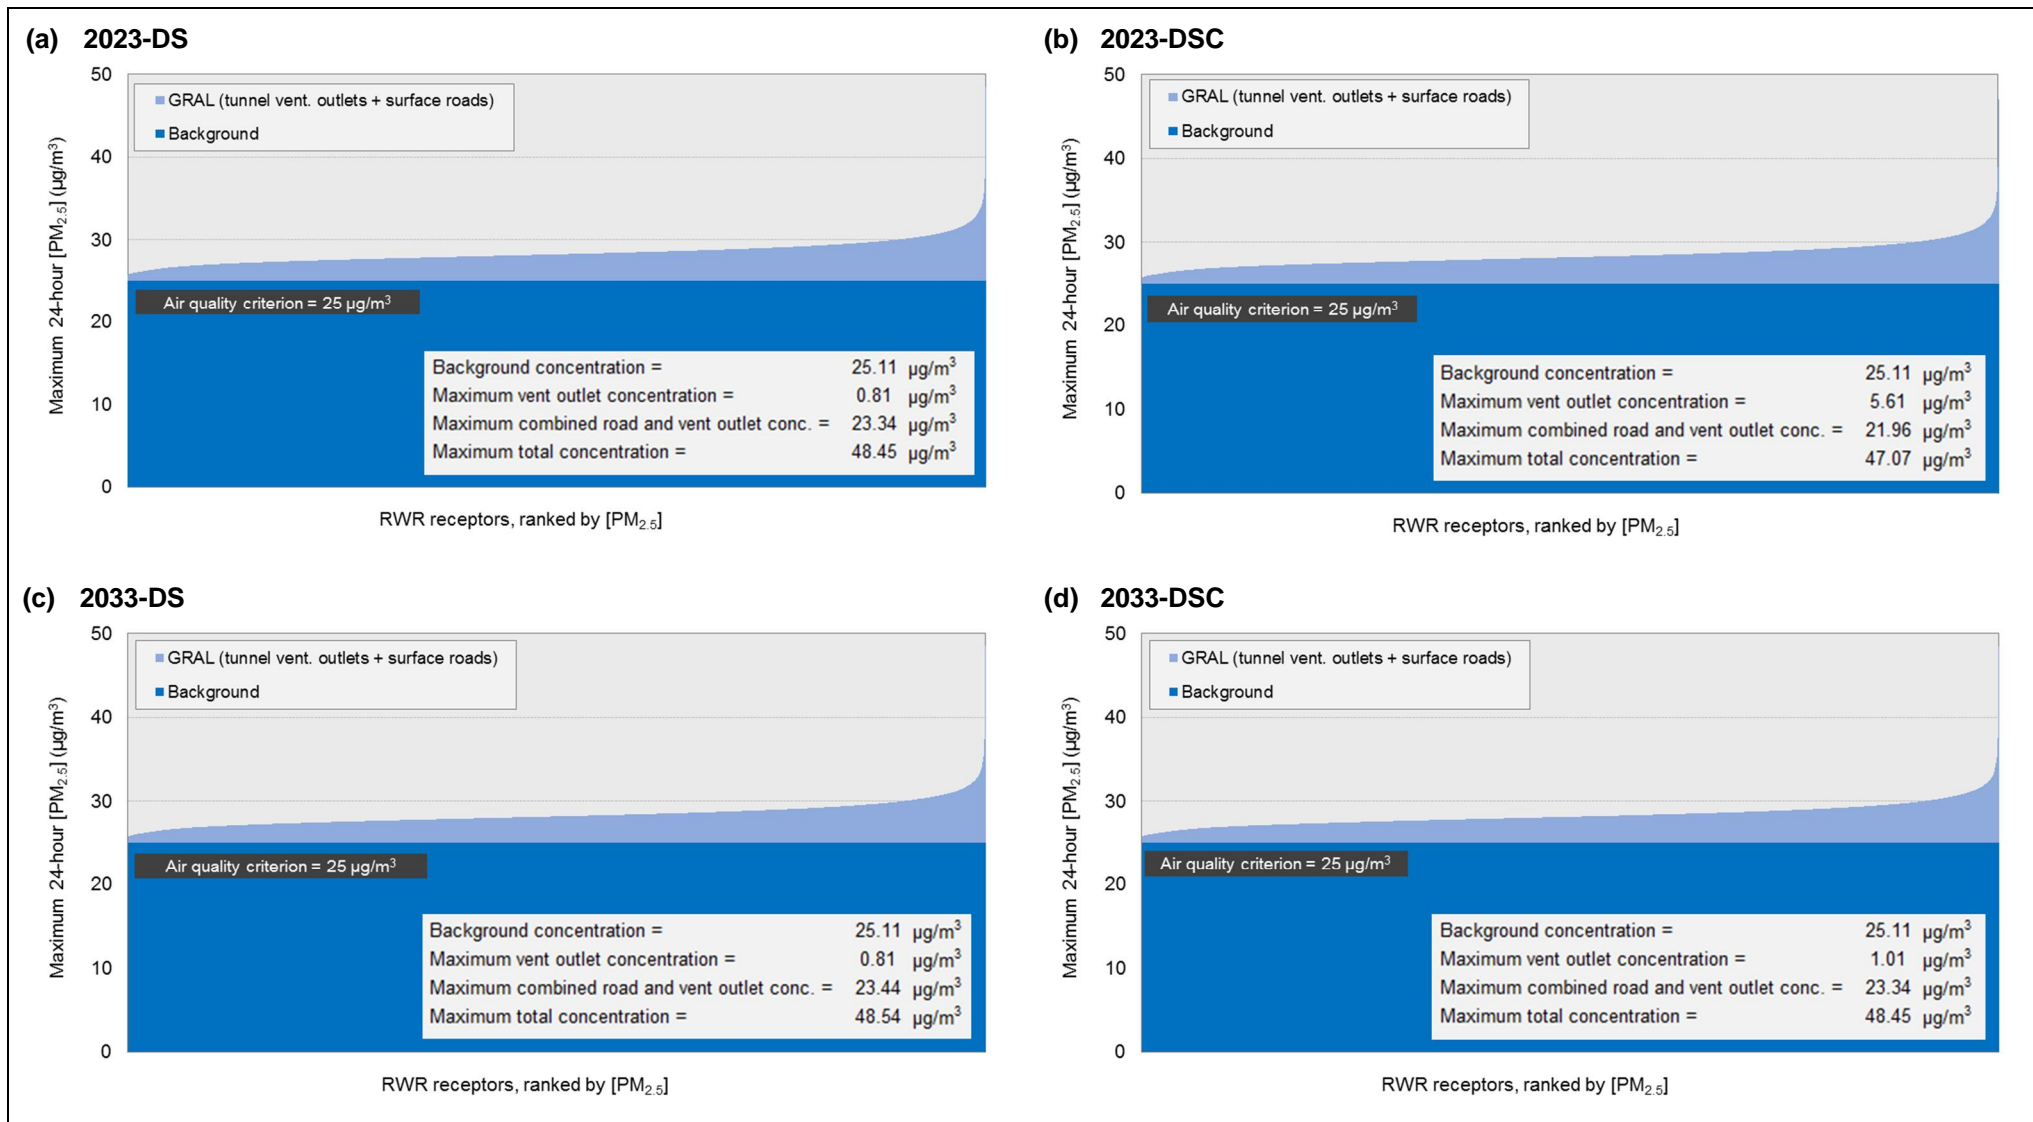 (a) 2023-DS
Maximum 24-hour [PM2.5] (µg/m³)
50
40
30
20
10
0
GRAL (tunnel vent. outlets + surface roads)
Background
Air quality criterion = 25 µg/m³
Background concentration = 25.11 µg/m³
Maximum vent outlet concentration = 0.81 µg/m³
Maximum combined road and vent outlet conc. = 23.34 µg/m³
Maximum total concentration = 48.45 µg/m³
RWR receptors, ranked by [PM2.5]
(b) 2023-DSC
Maximum 24-hour [PM2.5] (µg/m³)
50
40
30
20
10
0
GRAL (tunnel vent. outlets + surface roads)
Background
Air quality criterion = 25 µg/m³
Background concentration = 25.11 µg/m³
Maximum vent outlet concentration = 5.61 µg/m³
Maximum combined road and vent outlet conc. = 21.96 µg/m³
Maximum total concentration = 47.07 µg/m³
RWR receptors, ranked by [PM2.5]
(c) 2033-DS
Maximum 24-hour [PM2.5] (µg/m³)
50
40
30
20
10
0
GRAL (tunnel vent. outlets + surface roads)
Background
Air quality criterion = 25 µg/m³
Background concentration = 25.11 µg/m³
Maximum vent outlet concentration = 0.81 µg/m³
Maximum combined road and vent outlet conc. = 23.44 µg/m³
Maximum total concentration = 48.54 µg/m³
RWR receptors, ranked by [PM2.5]
(d) 2033-DSC
Maximum 24-hour [PM2.5] (µg/m³)
50
40
30
20
10
0
GRAL (tunnel vent. outlets + surface roads)
Background
Air quality criterion = 25 µg/m³
Background concentration = 25.11 µg/m³
Maximum vent outlet concentration = 1.01 µg/m³
Maximum combined road and vent outlet conc. = 23.34 µg/m³
Maximum total concentration = 48.45 µg/m³
RWR receptors, ranked by [PM2.5]